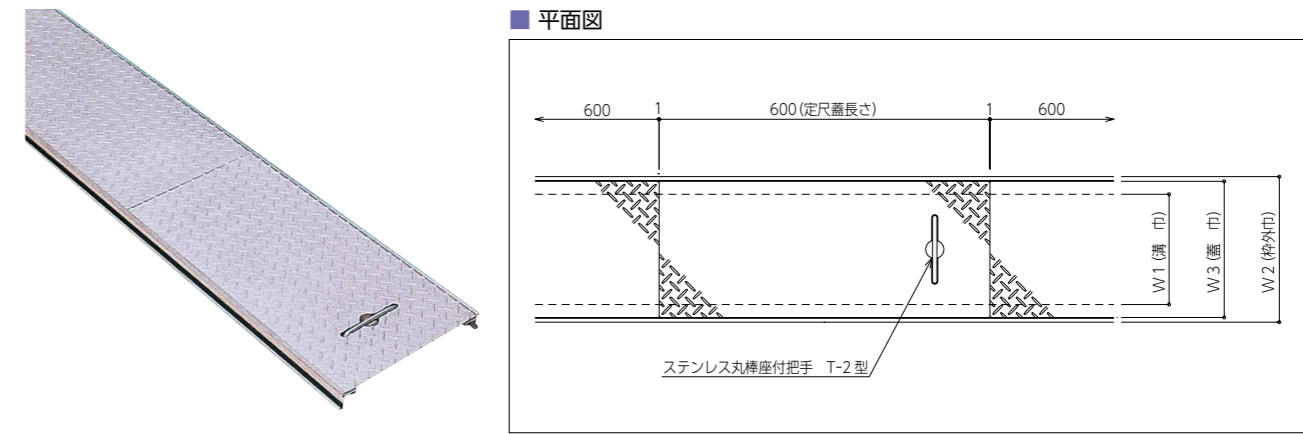 平面図
600
1
600(定尺蓋長さ)
1
600
W1(溝 巾)
W3(蓋 巾)
W2(枠外巾)
ステンレス丸棒座付把手 T-2型